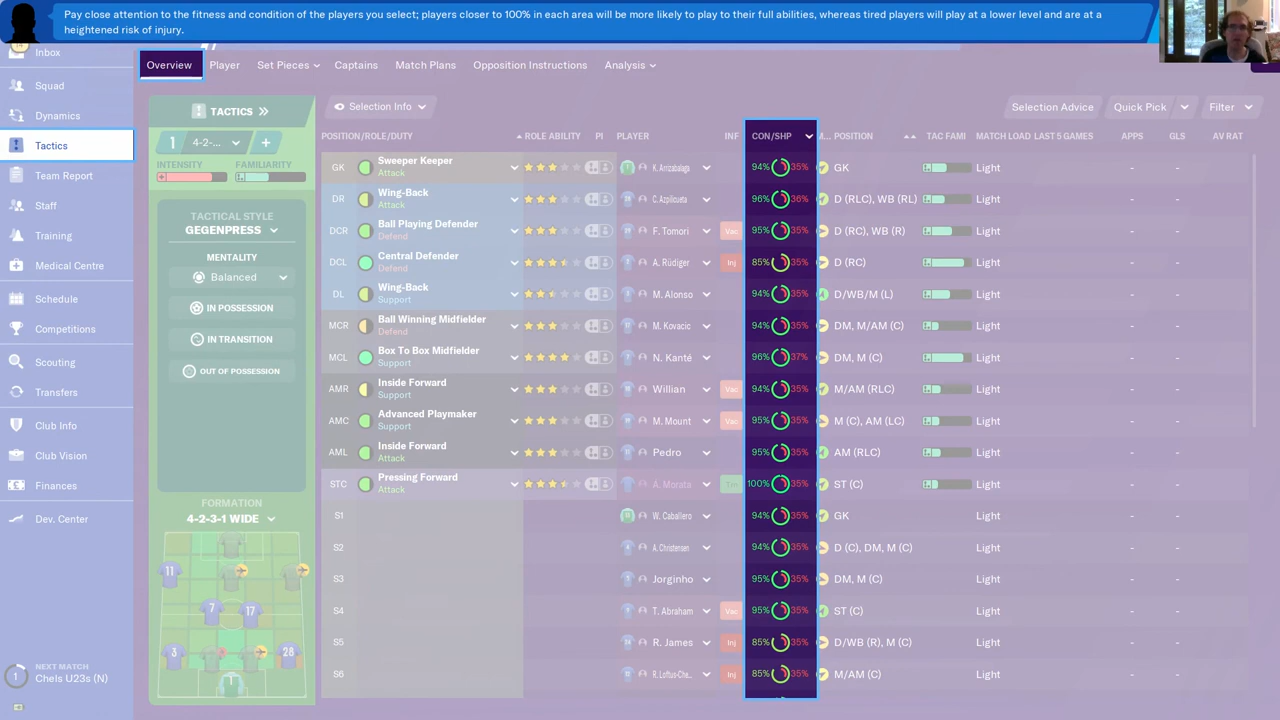 Pay close attention to the fitness and condition of the players you select; players closer to 100% in each area will be more likely to play to their full abilities, whereas tired players will play at a lower level and are at a
heightened risk of injury.
Inbox
Squad
Dynamics
Tactics
Team Report
Staff
Training
Medical Centre
Schedule
Competitions
Scouting
Transfers
Club Info
Club Vision
Finances
Dev. Center
NEXT MATCH
Chels U23s (N)
Overview Player Set Pieces Captains Match Plans Opposition Instructions Analysis
TACTICS
1 4-2-...
INTENSITY FAMILIARITY
TACTICAL STYLE
GEGENPRESS
MENTALITY
Balanced
IN POSSESSION
IN TRANSITION
OUT OF POSSESSION
FORMATION
4-2-3-1 WIDE
11
7 17
3 28
1
Selection Info Selection Advice Quick Pick Filter
POSITION/ROLE/DUTY ROLE ABILITY PI PLAYER INF CON/SHP M... POSITION TAC FAMI MATCH LOAD LAST 5 GAMES APPS GLS AV RAT
GK Sweeper Keeper Attack K. Arrizabalaga 94% 35% GK Light - -
DR Wing-Back Attack C. Azpilicueta 96% 36% D (RLC), WB (RL) Light - -
DCR Ball Playing Defender Defend F. Tomori Vac 95% 35% D (RC), WB (R) Light - -
DCL Central Defender Defend A. Rüdiger Inj 85% 35% D (RC) Light - -
DL Wing-Back Support M. Alonso 94% 35% D/WB/M (L) Light - -
MCR Ball Winning Midfielder Defend M. Kovacic 94% 35% DM, M/AM (C) Light - -
MCL Box To Box Midfielder Support N. Kanté 96% 37% DM, M (C) Light - -
AMR Inside Forward Support Willian Vac 94% 35% M/AM (RLC) Light - -
AMC Advanced Playmaker Support M. Mount Vac 95% 35% M (C), AM (LC) Light - -
AML Inside Forward Attack Pedro 95% 35% AM (RLC) Light - -
STC Pressing Forward Attack A. Morata Trn 100% 35% ST (C) Light - -
S1 W. Caballero 94% 35% GK Light - -
S2 A. Christensen 94% 35% D (C), DM, M (C) Light - -
S3 Jorginho 95% 35% DM, M (C) Light - -
S4 T. Abraham Vac 95% 35% ST (C) Light - -
S5 R. James Inj 85% 35% D/WB (R), M (C) Light - -
S6 R. Loftus-Che... Inj 85% 35% M/AM (C) Light - -